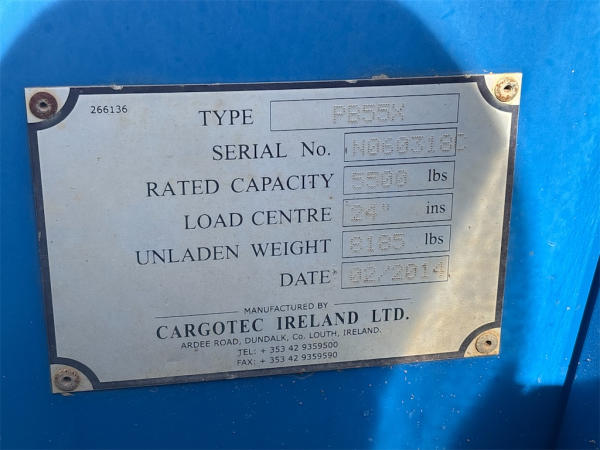 266136
TYPE PB55X
SERIAL No. N060318C
RATED CAPACITY 5500 lbs
LOAD CENTRE 24" ins
UNLADEN WEIGHT 8185 lbs
DATE 02/2014
MANUFACTURED BY
CARGOTEC IRELAND LTD.
ARDEE ROAD, DUNDALK, Co. LOUTH, IRELAND.
TEL: + 353 42 9359500
FAX: + 353 42 9359590